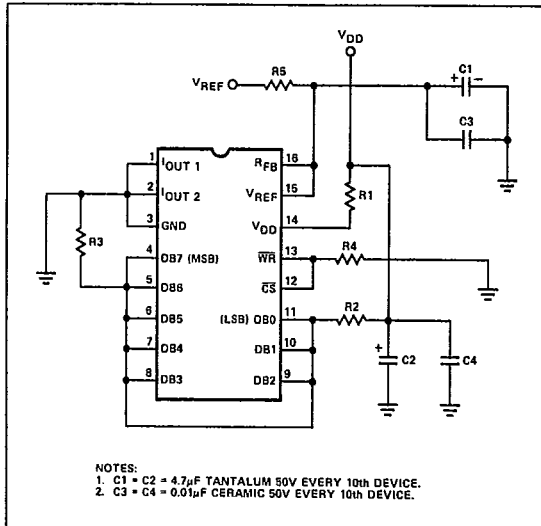 VDD
VREF
R5
+
C1
−
C3
1
IOUT 1
RFB
16
2
IOUT 2
VREF
15
R1
3
GND
VDD
14
R3
4
DB7 (MSB)
WR
13
R4
5
DB6
CS
12
6
DB5
(LSB) DB0
11
R2
7
DB4
DB1
10
+
C2
C4
8
DB3
DB2
9
NOTES:
1. C1 = C2 = 4.7µF TANTALUM 50V EVERY 10th DEVICE.
2. C3 = C4 = 0.01µF CERAMIC 50V EVERY 10th DEVICE.